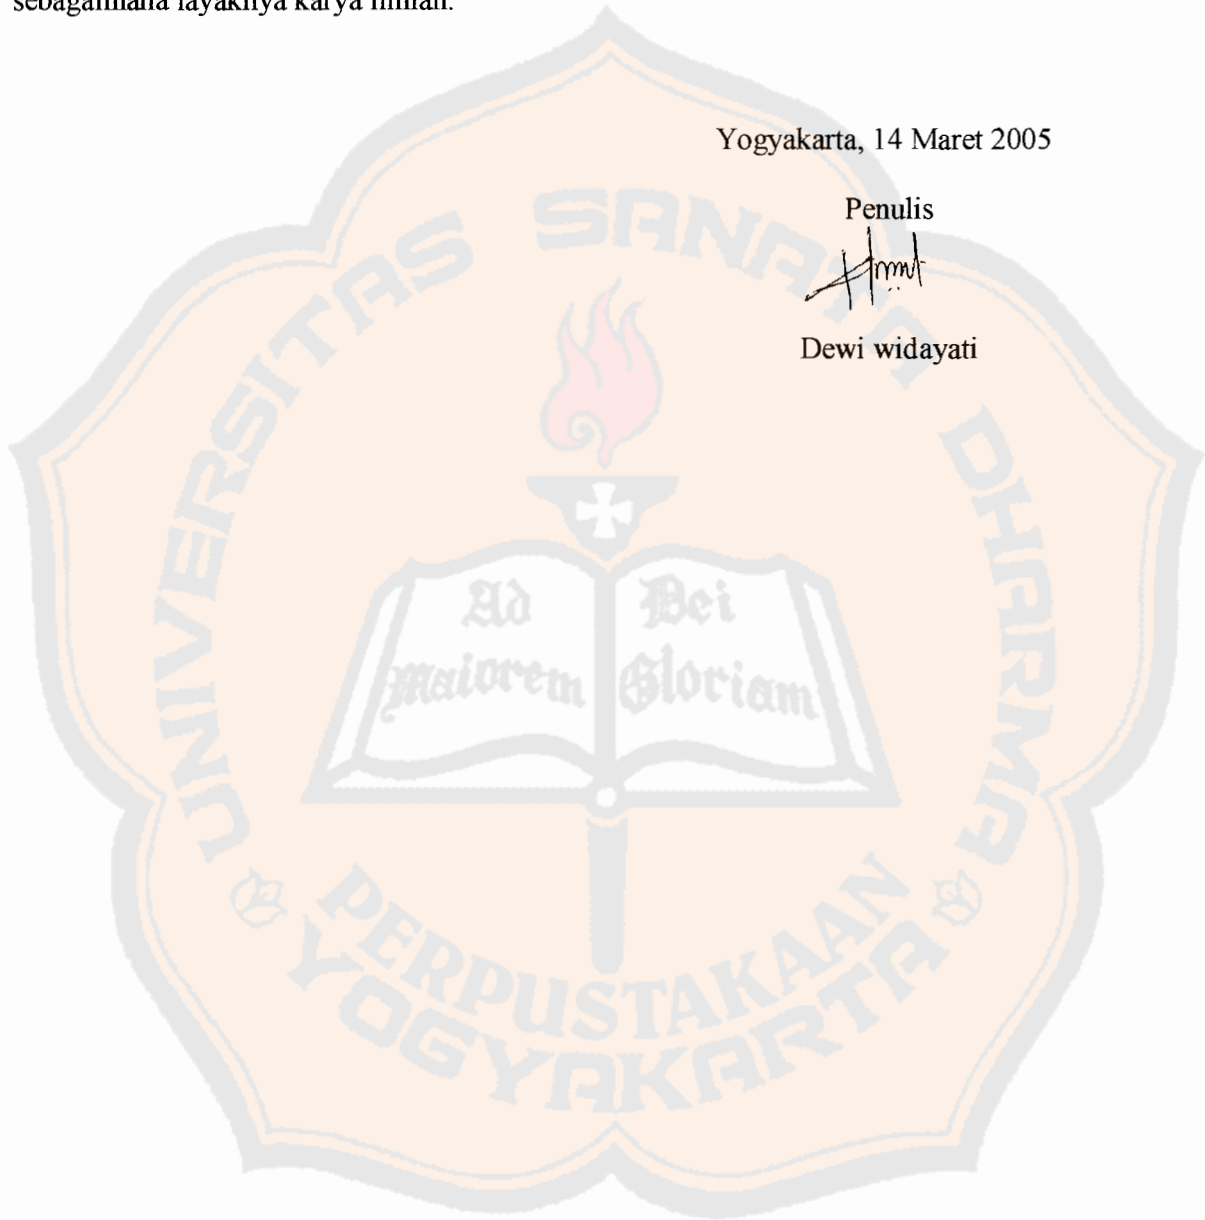 sebagaimana layaknya karya ilmiah.
Yogyakarta, 14 Maret 2005
Penulis
Dewi widayati
UNIVERSITAS SANATA DHARMA
Ad Dei
Maiorem Gloriam
PERPUSTAKAAN
YOGYAKARTA